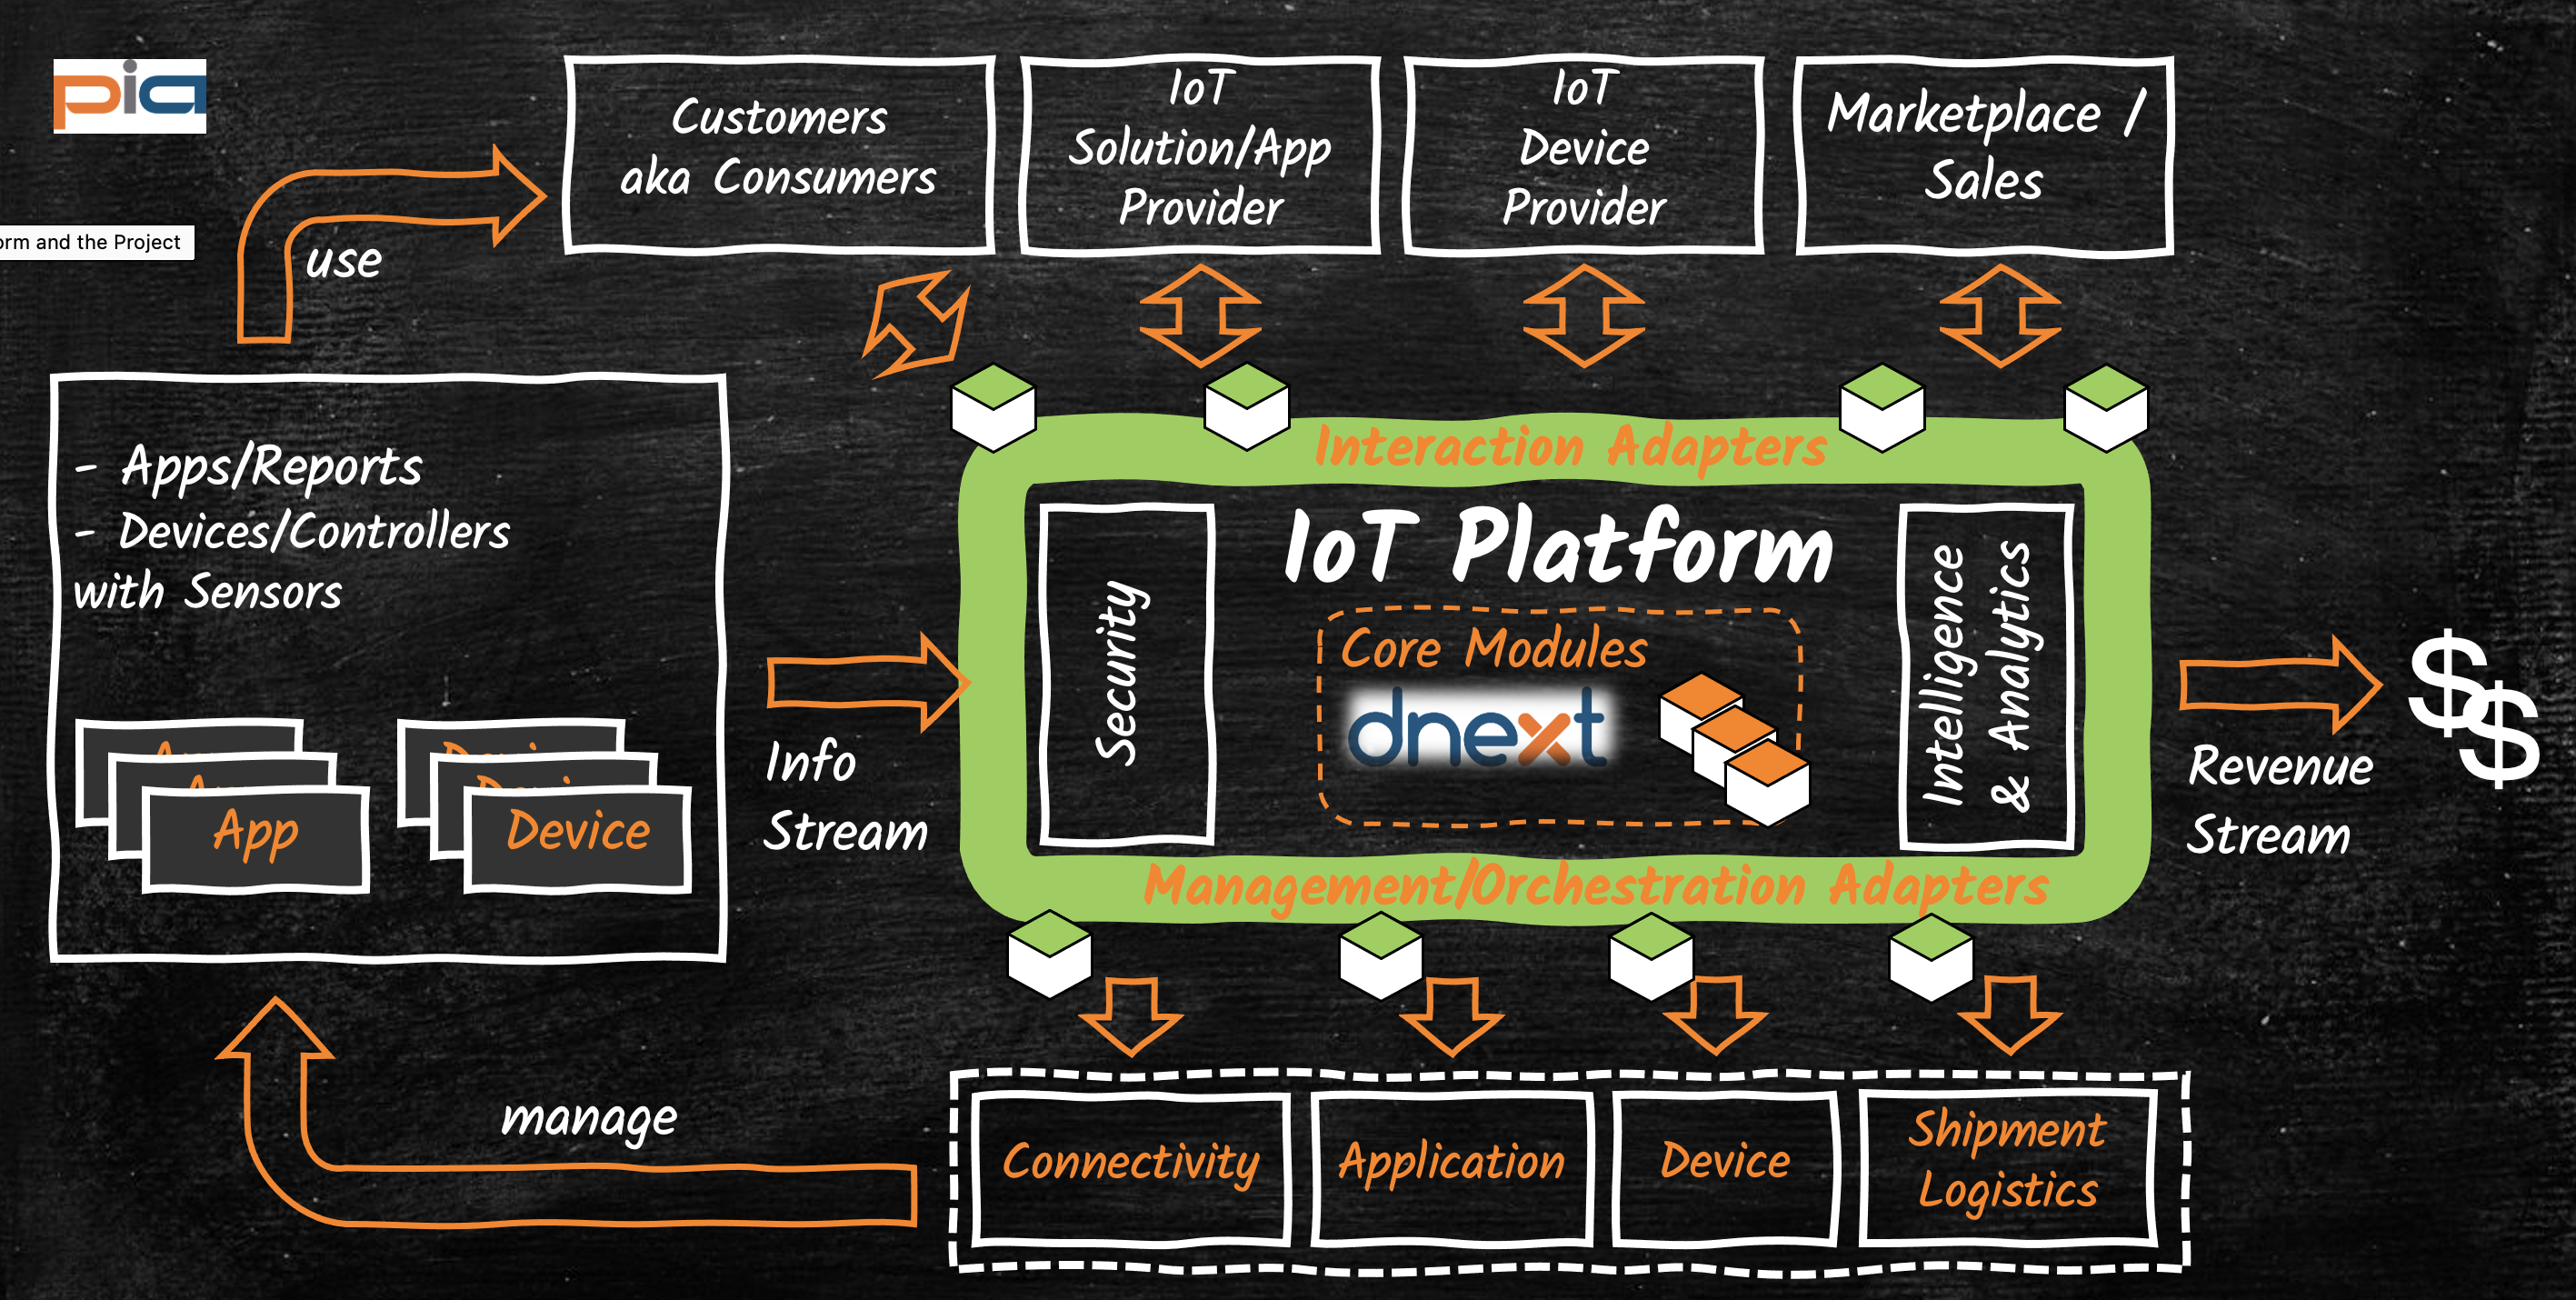 pia
Customers
aka Consumers
IoT
Solution/App
Provider
IoT
Device
Provider
Marketplace /
Sales
orm and the Project
use
- Apps/Reports
- Devices/Controllers
with Sensors
App
Device
Info
Stream
Interaction Adapters
IoT Platform
Security
Core Modules
dnext
Intelligence
& Analytics
Management/Orchestration Adapters
Revenue
Stream
$$
manage
Connectivity
Application
Device
Shipment
Logistics